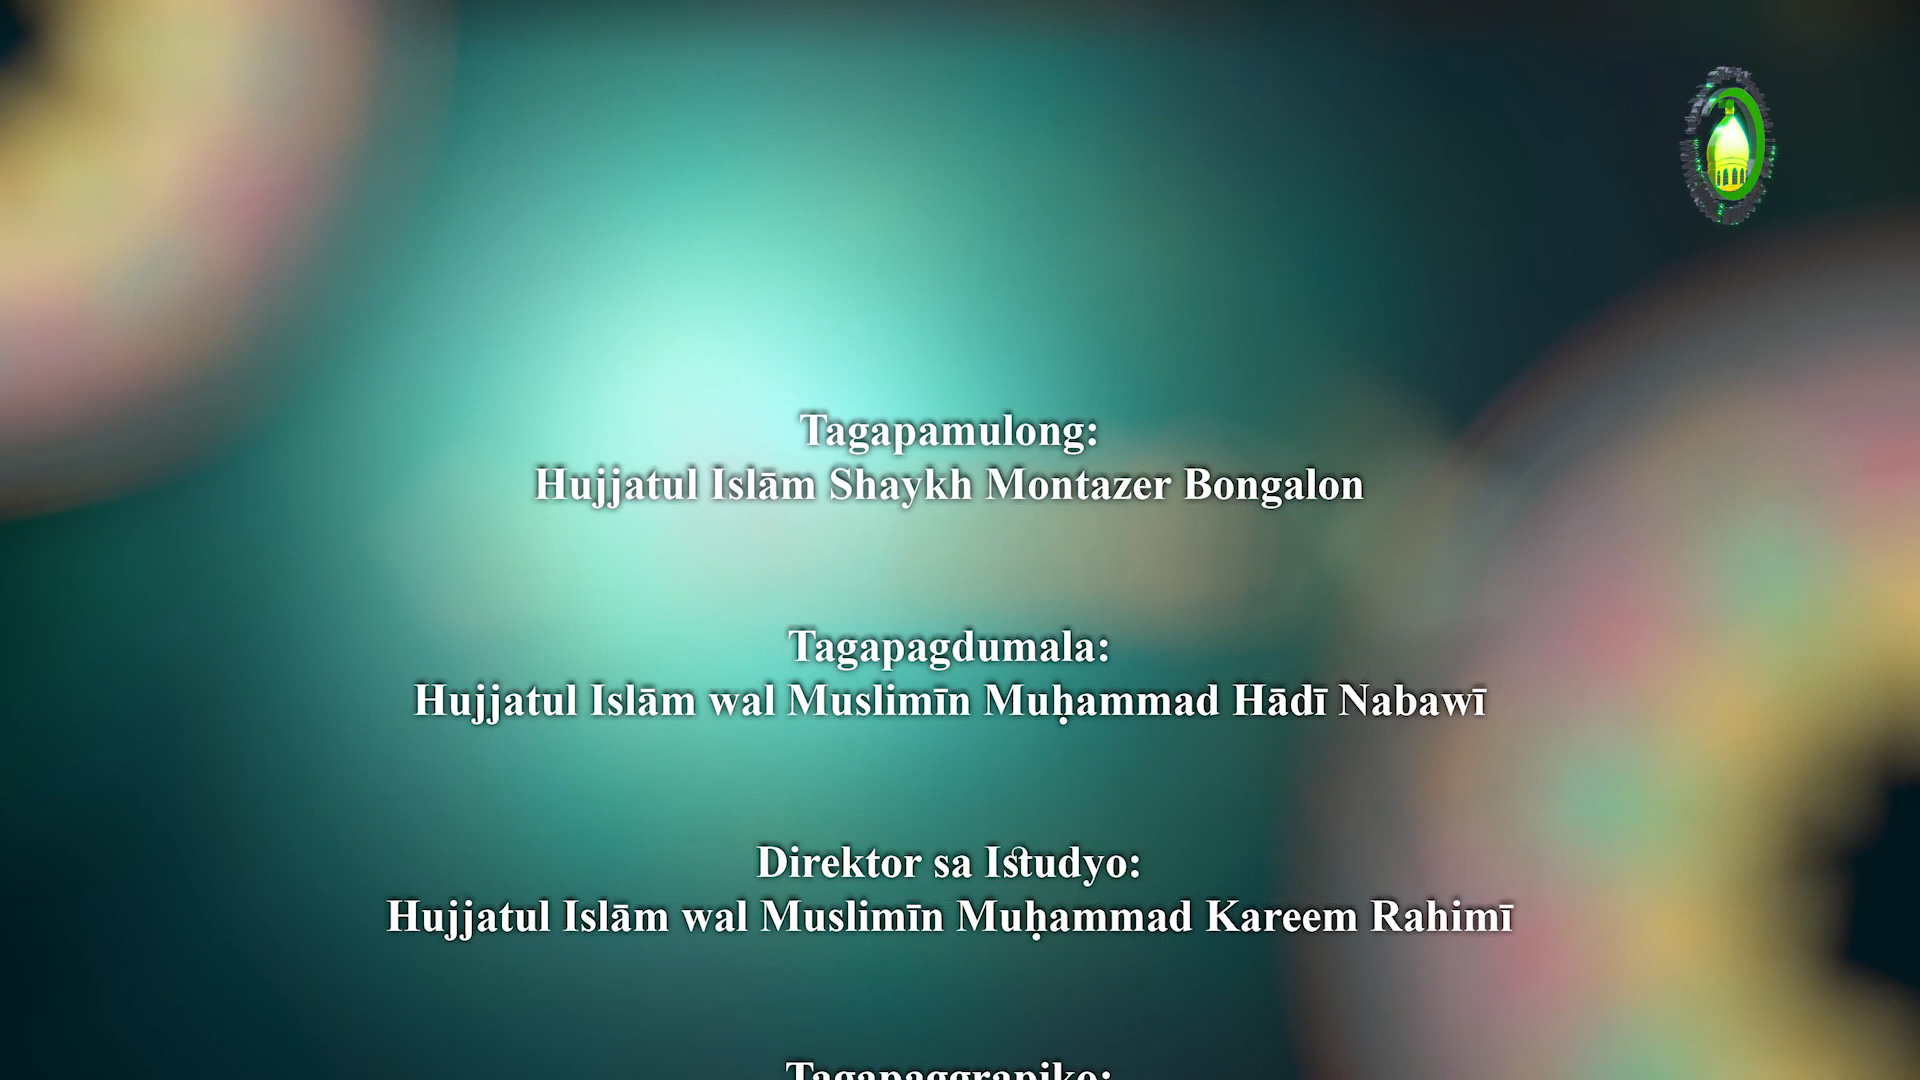 Tagapamulong:
Hujjatul Islām Shaykh Montazer Bongalon
Tagapagdumala:
Hujjatul Islām wal Muslimīn Muḥammad Hādī Nabawī
Direktor sa Istudyo:
Hujjatul Islām wal Muslimīn Muḥammad Kareem Rahimī
Tagapaggrapiko: